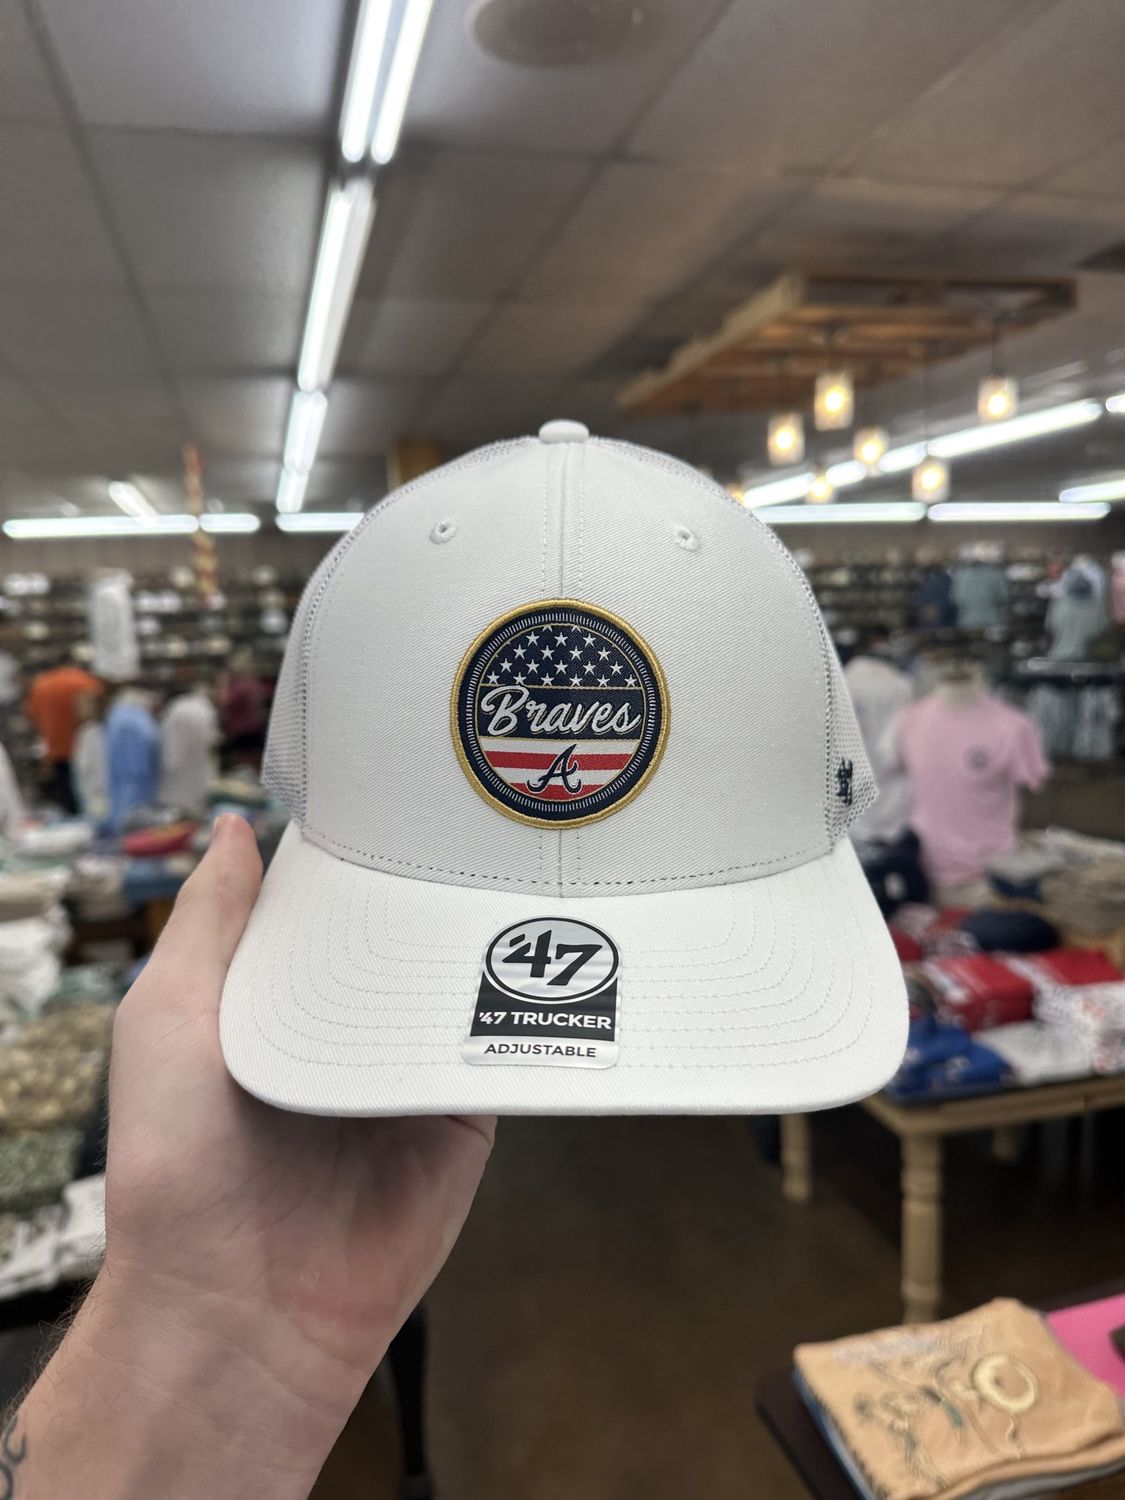 Braves
A
'47
'47 TRUCKER
ADJUSTABLE